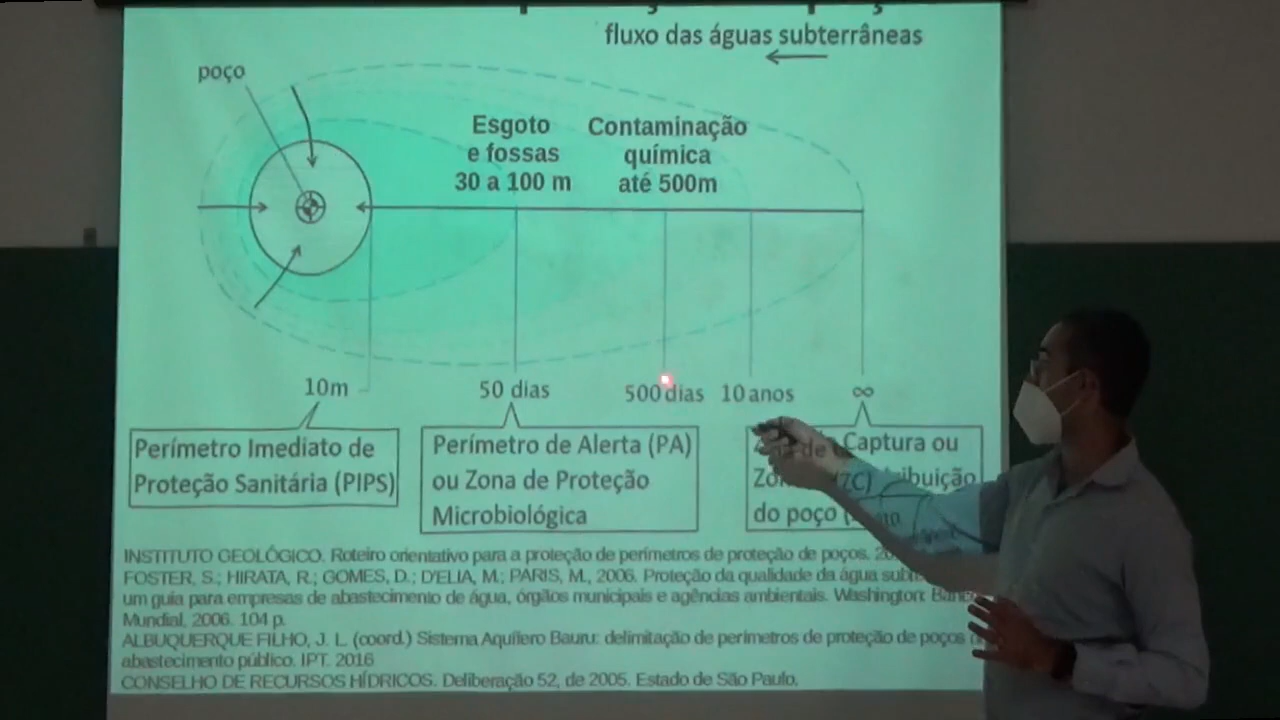 fluxo das águas subterrâneas
poço
Esgoto
e fossas
30 a 100 m
Contaminação
química
até 500m
10m
50 dias
500 dias
10 anos
∞
Perímetro Imediato de
Proteção Sanitária (PIPS)
Perímetro de Alerta (PA)
ou Zona de Proteção
Microbiológica
de Captura ou
(ZC)
do poço
INSTITUTO GEOLÓGICO. Roteiro orientativo para a proteção de perímetros de proteção de poços.
FOSTER, S.; HIRATA, R.; GOMES, D.; D'ELIA, M.; PARIS, M., 2006. Proteção da qualidade da água
um guia para empresas de abastecimento de água, órgãos municipais e agências ambientais. Washington:
Mundial, 2006. 104 p.
ALBUQUERQUE FILHO, J. L. (coord.) Sistema Aquífero Bauru: delimitação de perímetros de proteção de poços
abastecimento público. IPT. 2016
CONSELHO DE RECURSOS HÍDRICOS. Deliberação 52, de 2005. Estado de São Paulo.